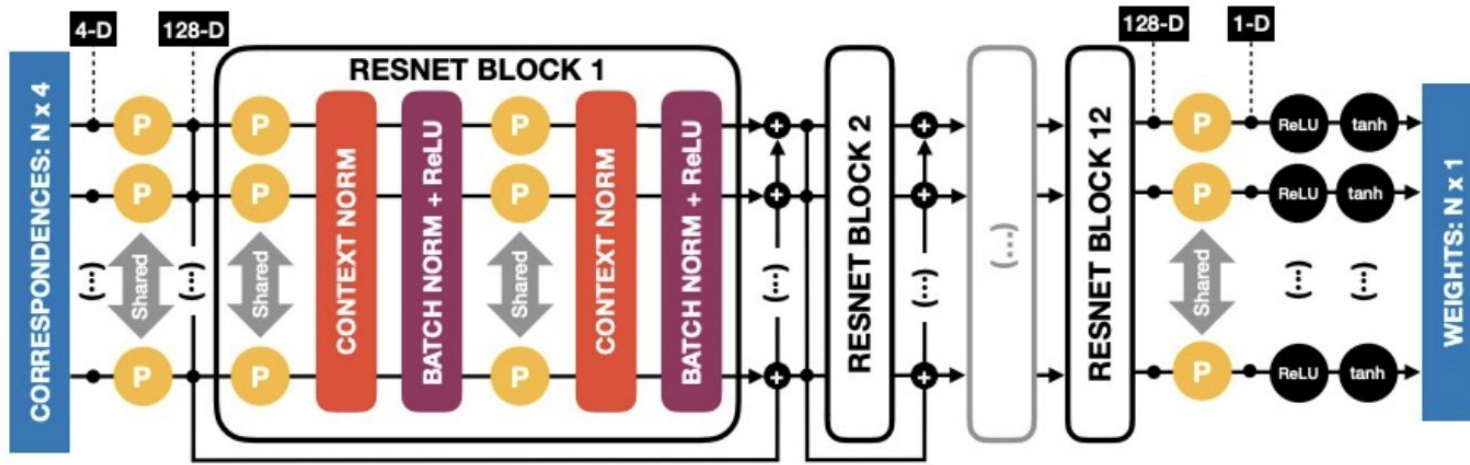 4-D
128-D
128-D
1-D
CORRESPONDENCES: N x 4
RESNET BLOCK 1
P
P
CONTEXT NORM
BATCH NORM + ReLU
P
CONTEXT NORM
BATCH NORM + ReLU
+
RESNET BLOCK 2
+
(...)
RESNET BLOCK 12
P
ReLU
tanh
WEIGHTS: N x 1
P
P
P
+
+
P
ReLU
tanh
(...)
Shared
(...)
Shared
Shared
(...)
(...)
Shared
(...)
(...)
P
P
P
+
+
P
ReLU
tanh